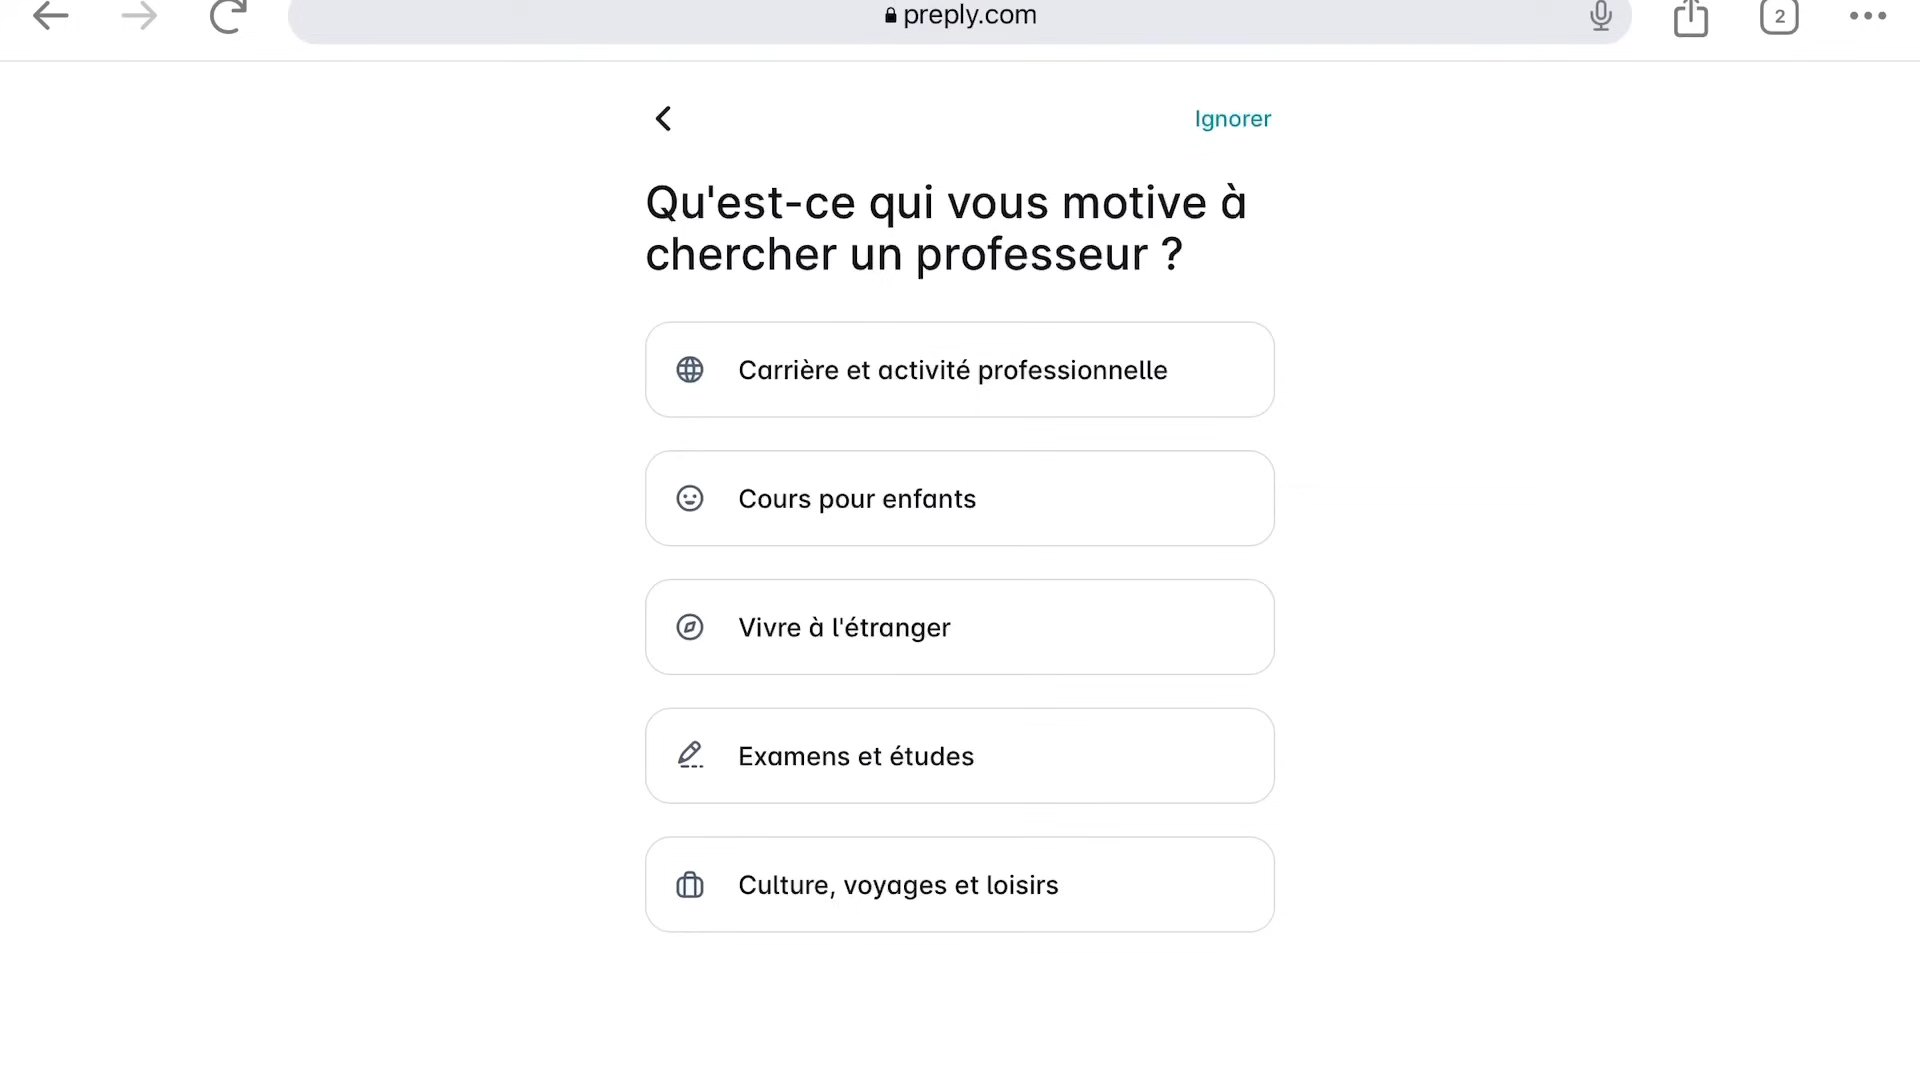 preply.com
2
Ignorer
Qu'est-ce qui vous motive à
chercher un professeur ?
Carrière et activité professionnelle
Cours pour enfants
Vivre à l'étranger
Examens et études
Culture, voyages et loisirs